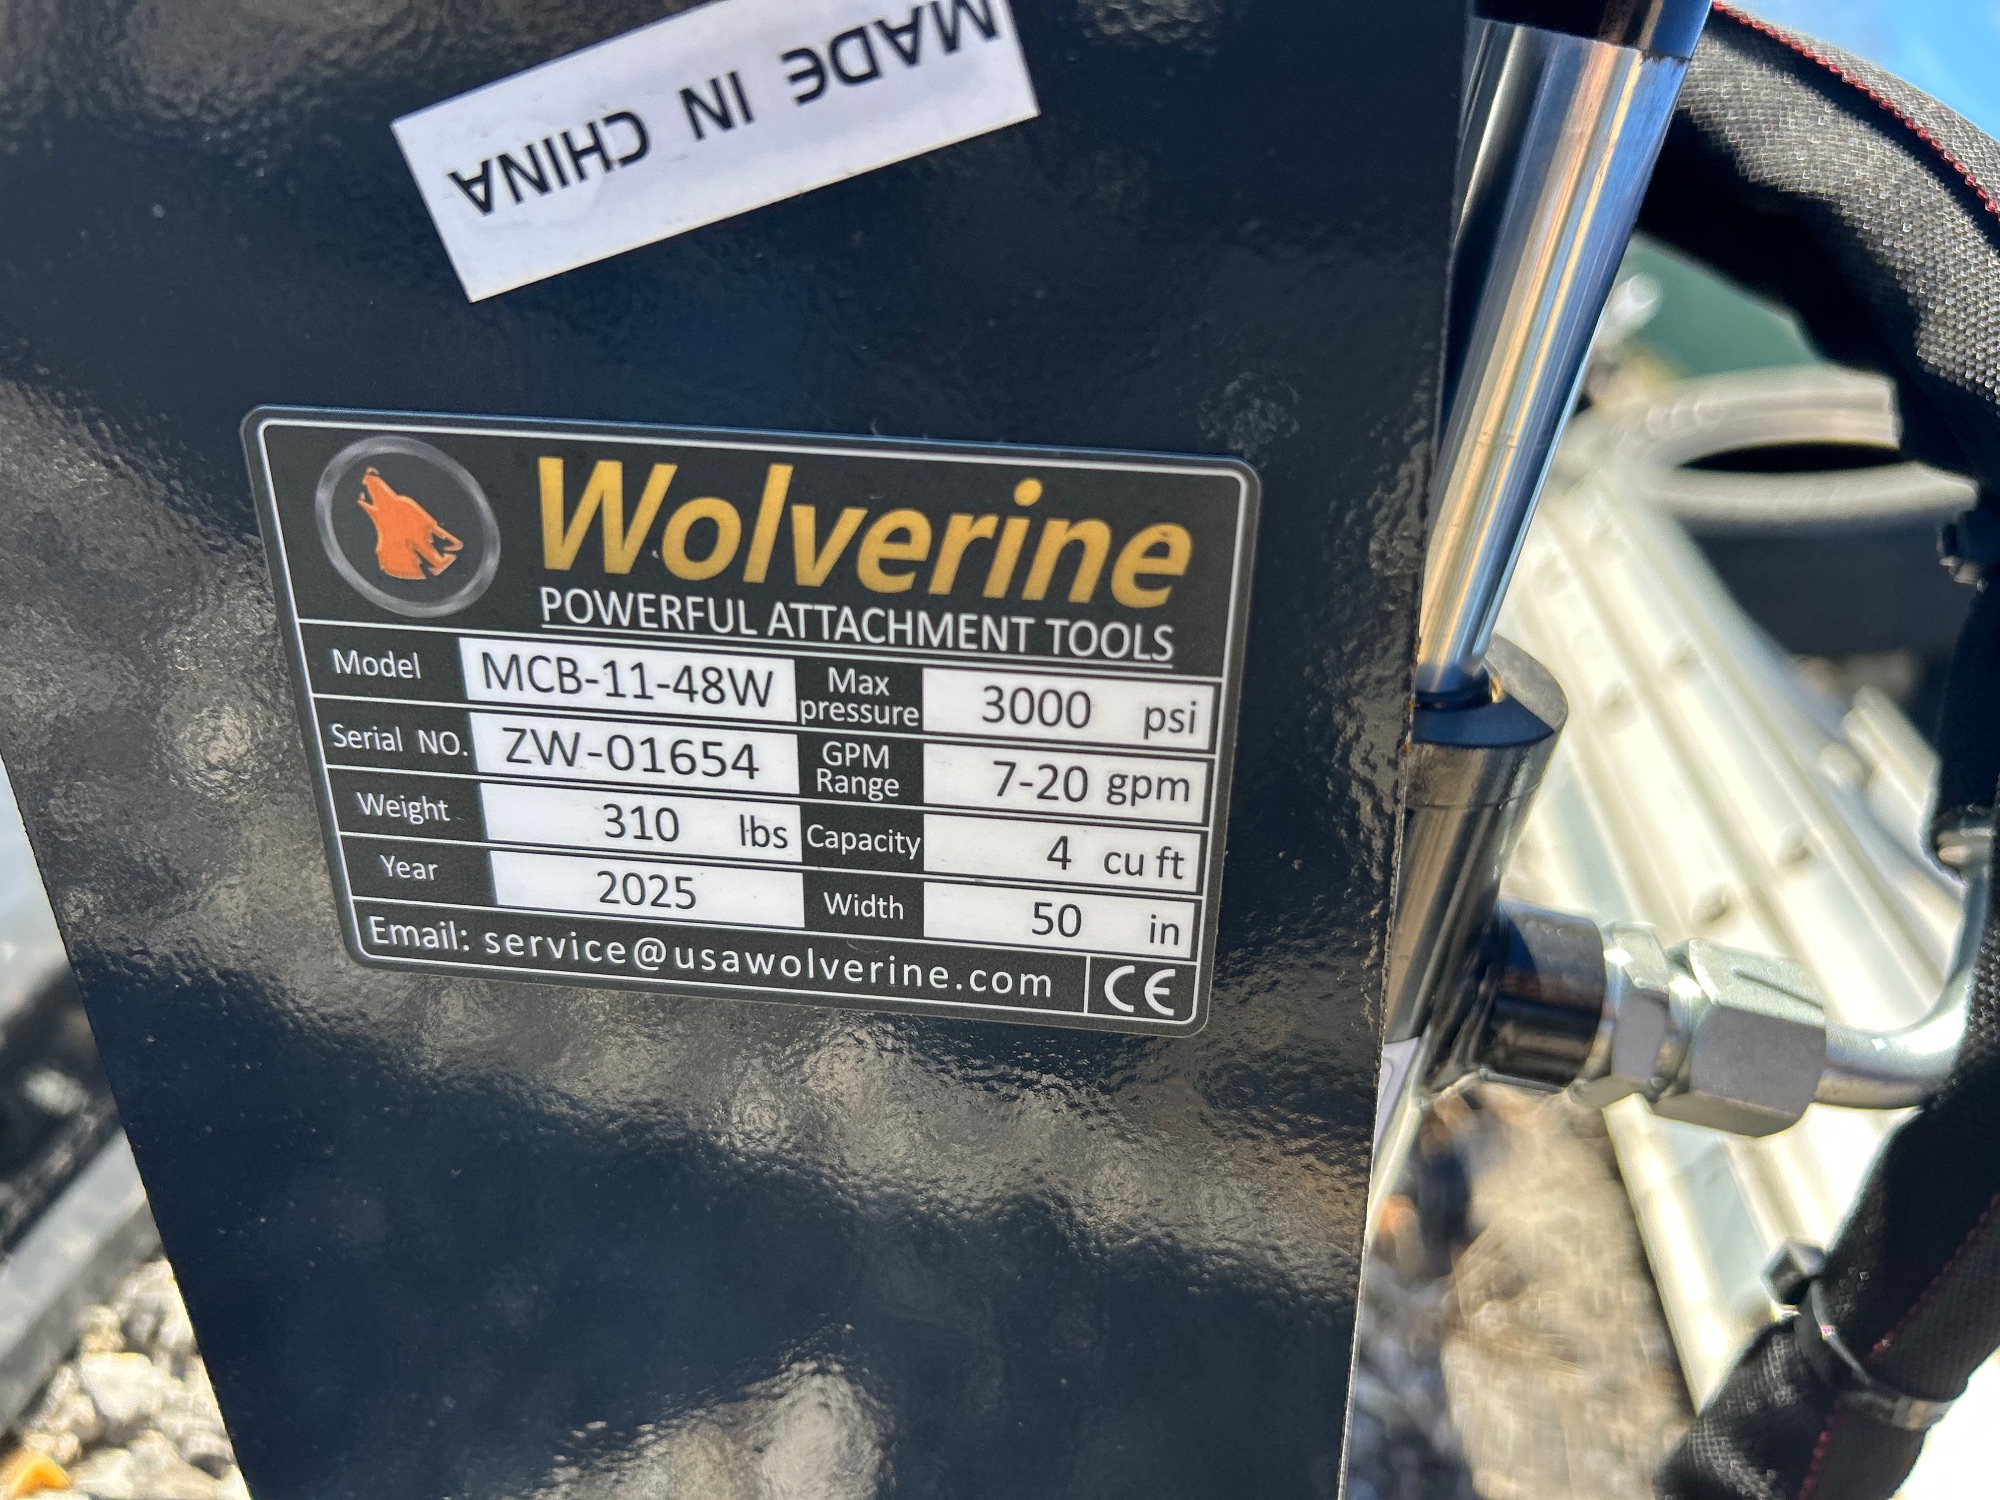 MADE IN CHINA
Wolverine
POWERFUL ATTACHMENT TOOLS
Model MCB-11-48W Max pressure 3000 psi
Serial NO. ZW-01654 GPM Range 7-20 gpm
Weight 310 lbs Capacity 4 cu ft
Year 2025 Width 50 in
Email: service@usawolverine.com CE